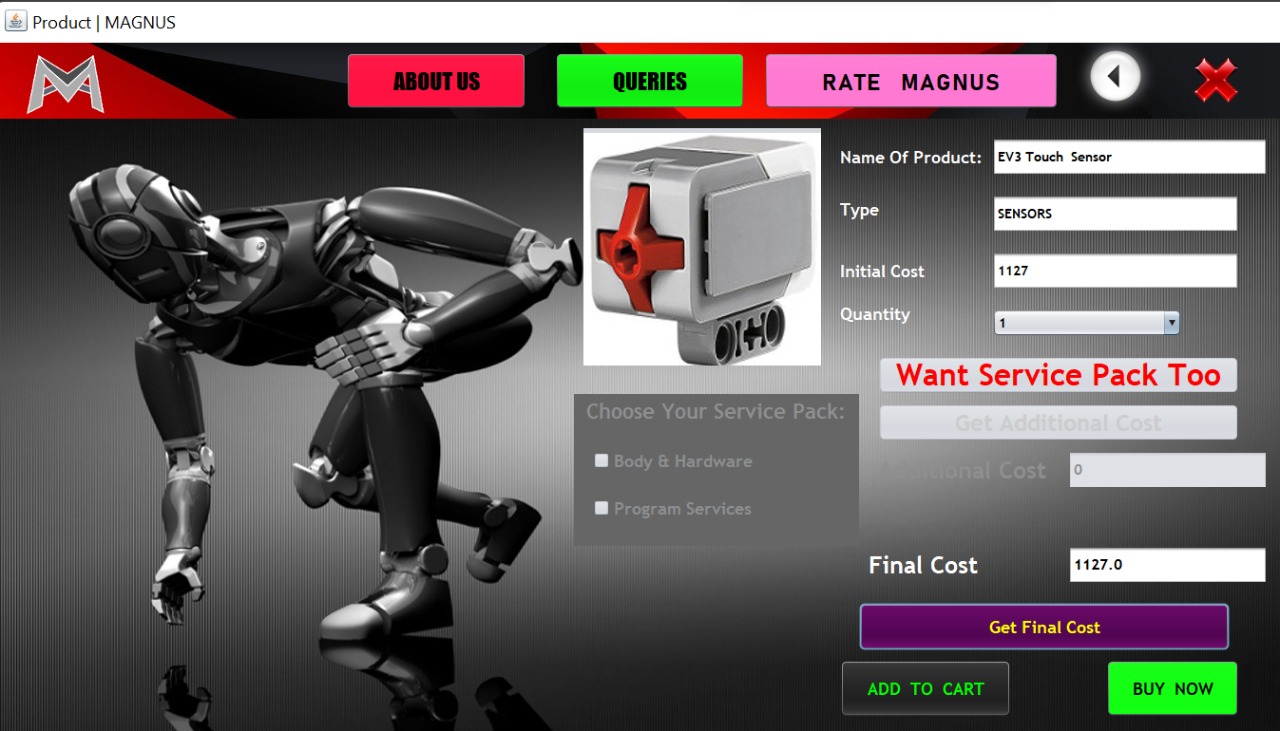 Product | MAGNUS
ABOUT US
QUERIES
RATE MAGNUS
Name Of Product:
EV3 Touch Sensor
Type
SENSORS
Initial Cost
1127
Quantity
1
Want Service Pack Too
Get Additional Cost
Additional Cost
0
Choose Your Service Pack:
Body & Hardware
Program Services
Final Cost
1127.0
Get Final Cost
ADD TO CART
BUY NOW